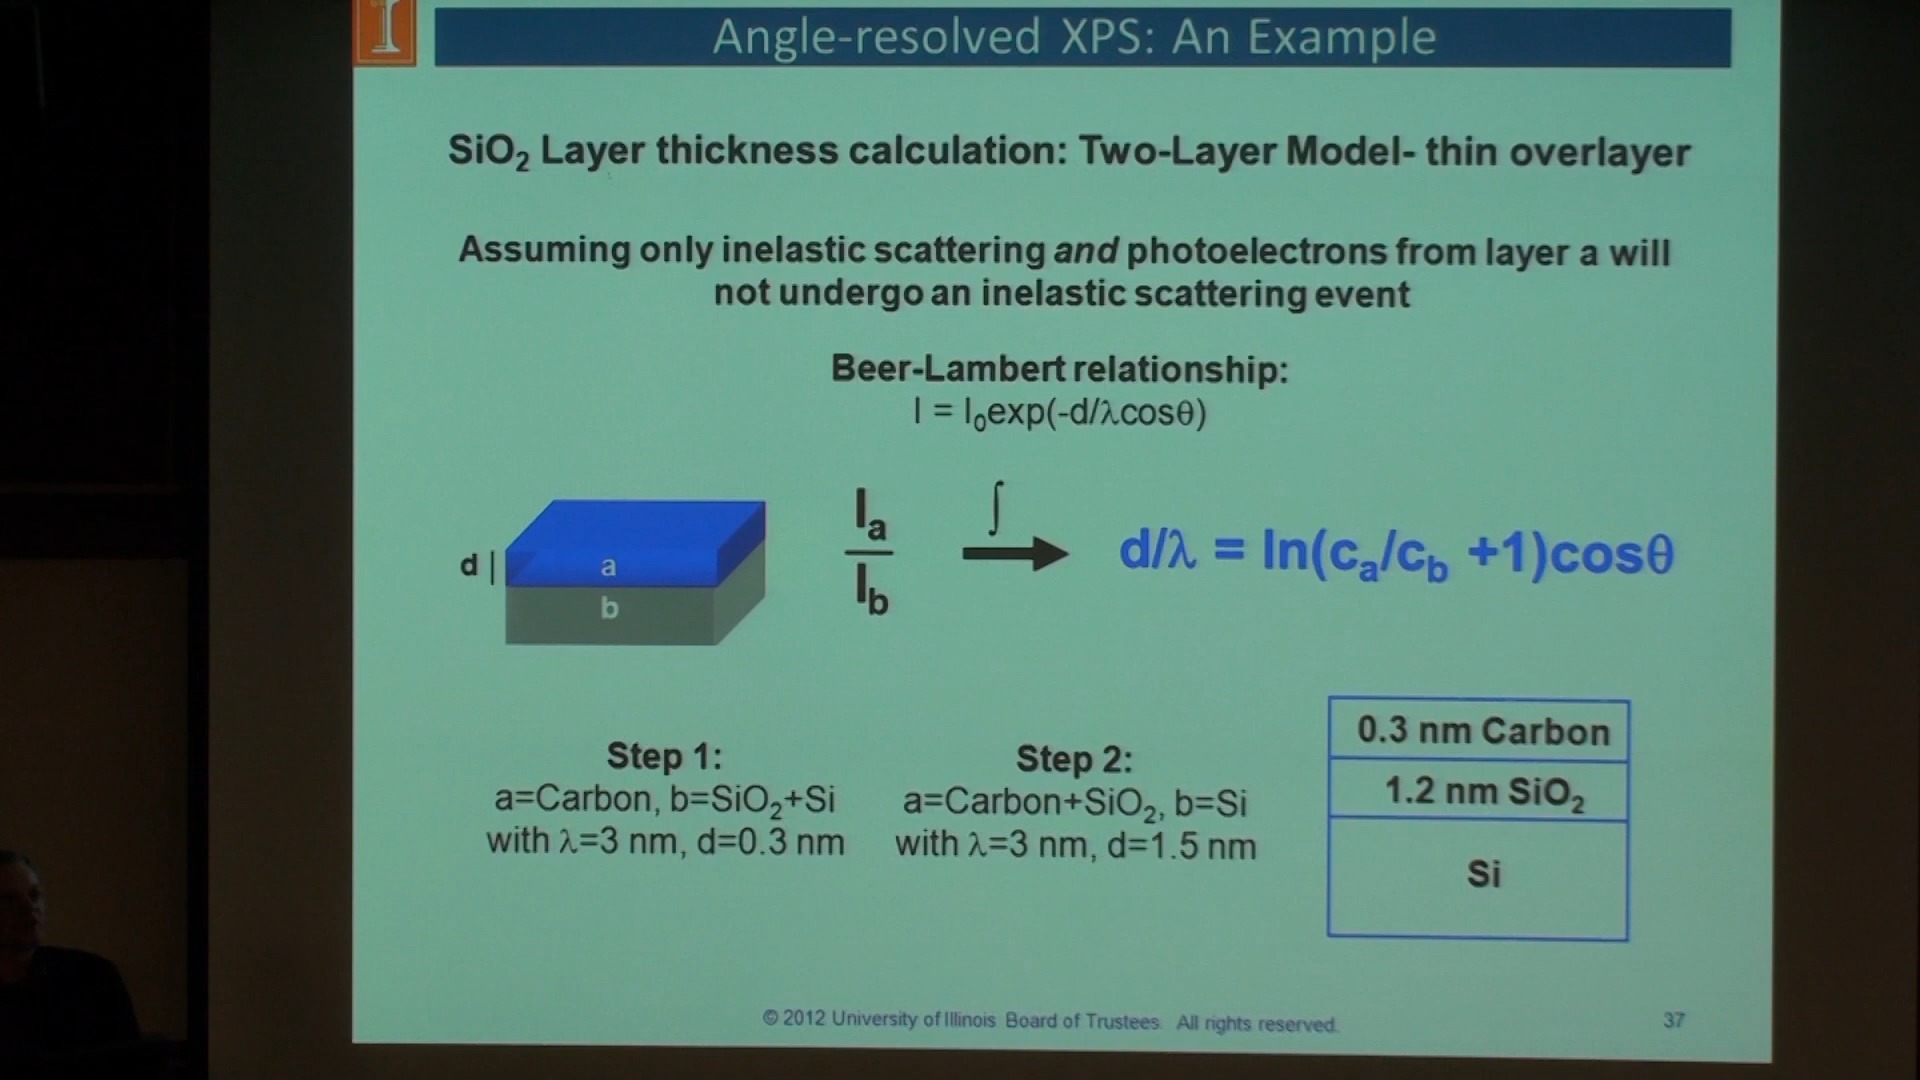 I
Angle-resolved XPS: An Example
SiO₂ Layer thickness calculation: Two-Layer Model- thin overlayer
Assuming only inelastic scattering and photoelectrons from layer a will
not undergo an inelastic scattering event
Beer-Lambert relationship:
I = I₀exp(-d/λcosθ)
d
a
b
Iₐ
I_b
∫
d/λ = ln(cₐ/c_b +1)cosθ
Step 1:
a=Carbon, b=SiO₂+Si
with λ=3 nm, d=0.3 nm
Step 2:
a=Carbon+SiO₂, b=Si
with λ=3 nm, d=1.5 nm
0.3 nm Carbon
1.2 nm SiO₂
Si
© 2012 University of Illinois Board of Trustees. All rights reserved.
37